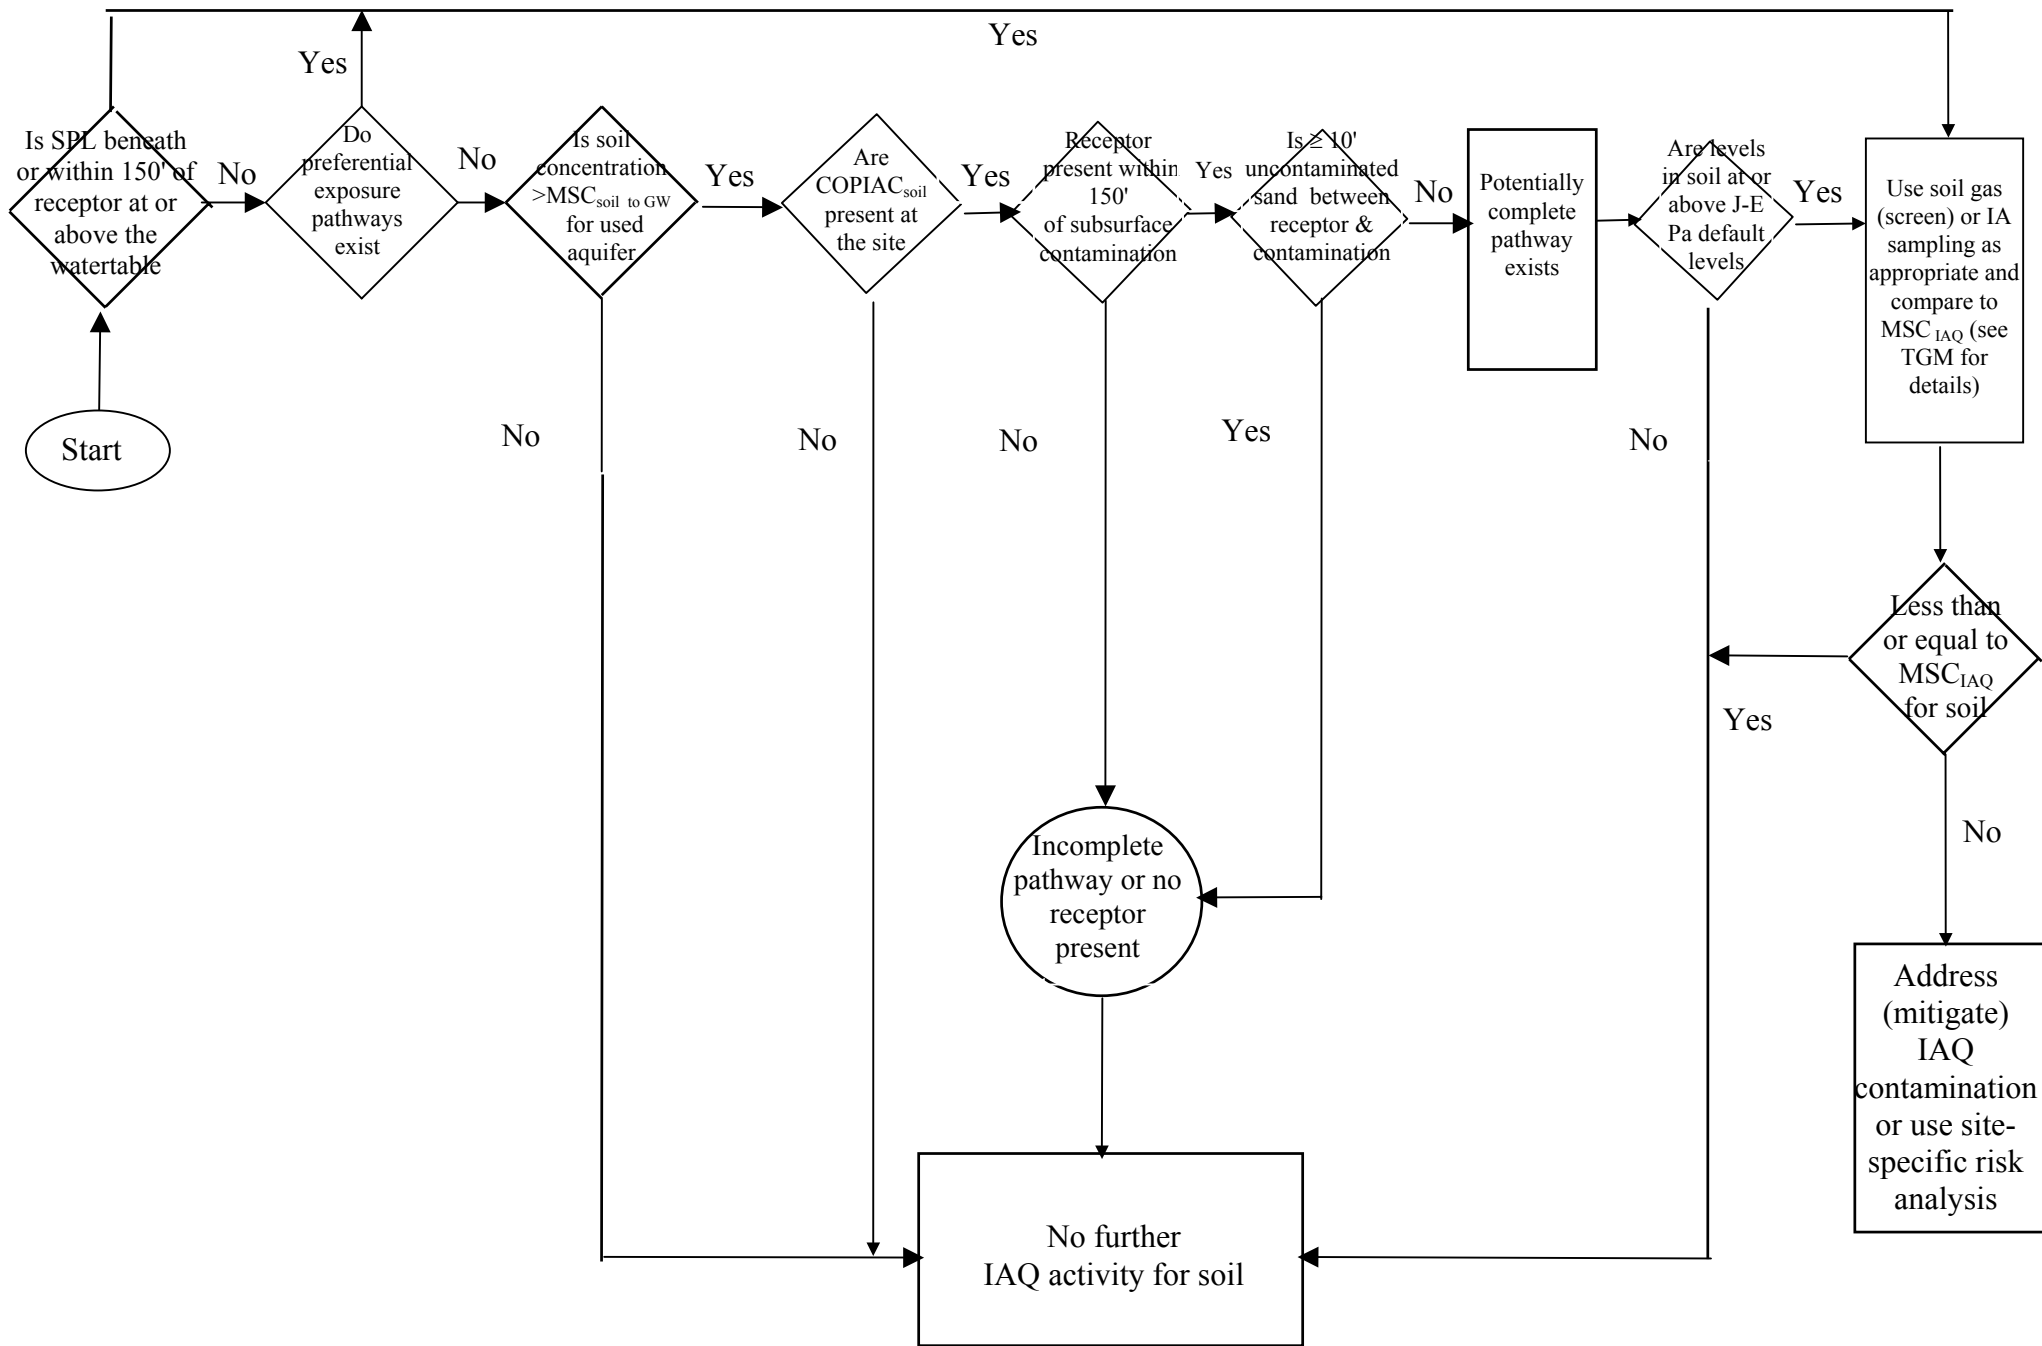 Yes
Yes
Is SPL beneath
or within 150' of
receptor at or
above the
watertable
No
Do
preferential
exposure
pathways
exist
No
Is soil
concentration
>MSCsoil to GW
for used
aquifer
Yes
Are
COPIACsoil
present at
the site
Yes
Receptor
present within
150'
of subsurface
contamination
Yes
Is ≥ 10'
uncontaminated
sand between
receptor &
contamination
No
Potentially
complete
pathway
exists
Are levels
in soil at or
above J-E
Pa default
levels
Yes
Use soil gas
(screen) or IA
sampling as
appropriate and
compare to
MSC IAQ (see
TGM for
details)
Start
No
No
No
Yes
No
Less than
or equal to
MSCIAQ
for soil
Yes
No
Incomplete
pathway or no
receptor
present
Address
(mitigate)
IAQ
contamination
or use site-
specific risk
analysis
No further
IAQ activity for soil